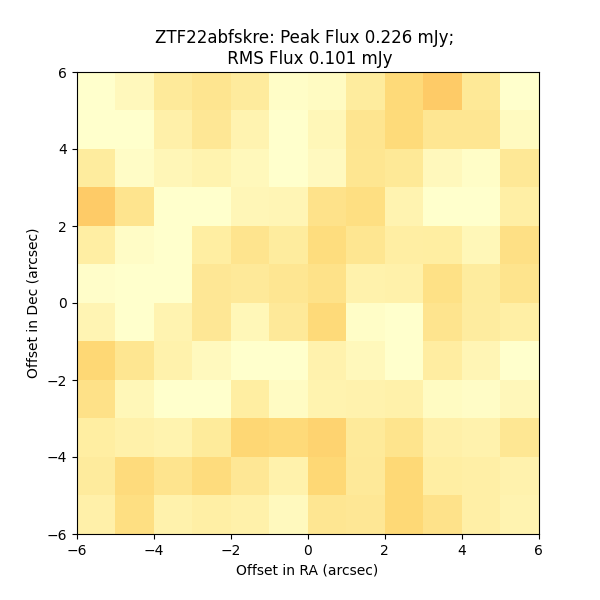 ZTF22abfskre: Peak Flux 0.226 mJy;
RMS Flux 0.101 mJy
6
4
2
0
−2
−4
−6
Offset in Dec (arcsec)
−6 −4 −2 0 2 4 6
Offset in RA (arcsec)